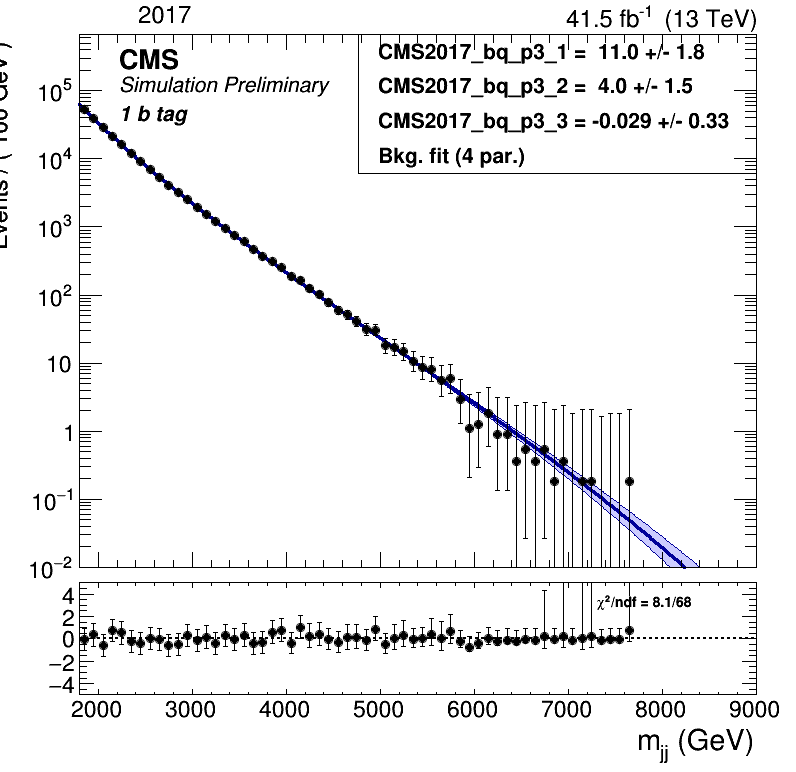 2017 41.5 fb⁻¹ (13 TeV)
CMS
Simulation Preliminary
1 b tag
CMS2017_bq_p3_1 = 11.0 +/- 1.8
CMS2017_bq_p3_2 = 4.0 +/- 1.5
CMS2017_bq_p3_3 = -0.029 +/- 0.33
Bkg. fit (4 par.)
10⁵
10⁴
10³
10²
10
1
10⁻¹
10⁻²
χ²/ndf = 8.1/68
4
2
0
−2
−4
2000 3000 4000 5000 6000 7000 8000 9000
m_jj (GeV)